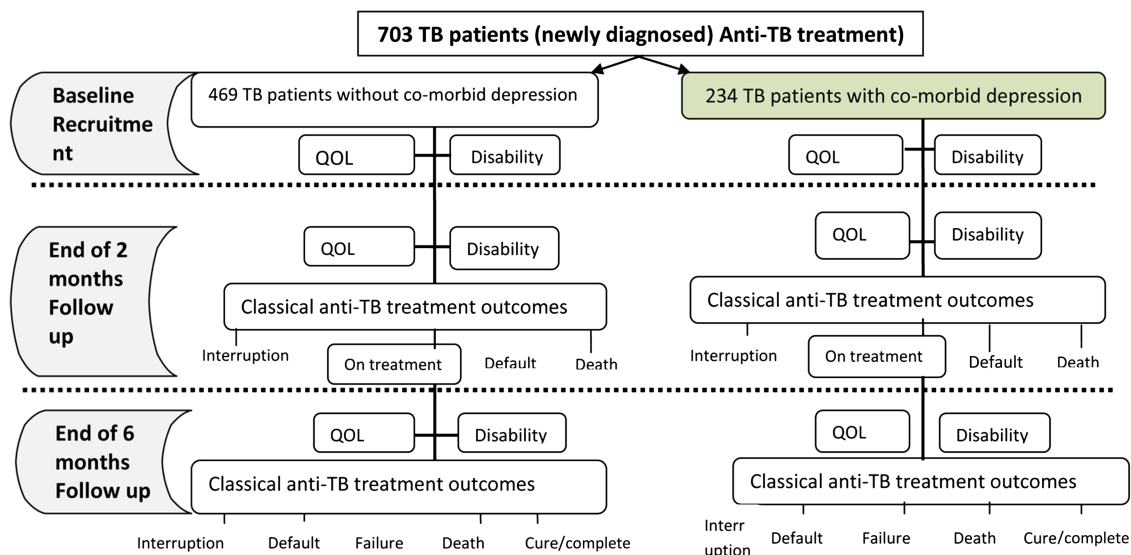 703 TB patients (newly diagnosed) Anti-TB treatment)
Baseline
Recruitme
nt
469 TB patients without co-morbid depression
234 TB patients with co-morbid depression
QOL
Disability
QOL
Disability
End of 2
months
Follow
up
QOL
Disability
QOL
Disability
Classical anti-TB treatment outcomes
Classical anti-TB treatment outcomes
Interruption
On treatment
Default
Death
Interruption
On treatment
Default
Death
End of 6
months
Follow up
QOL
Disability
QOL
Disability
Classical anti-TB treatment outcomes
Classical anti-TB treatment outcomes
Interruption
Default
Failure
Death
Cure/complete
Interr
uption
Default
Failure
Death
Cure/complete